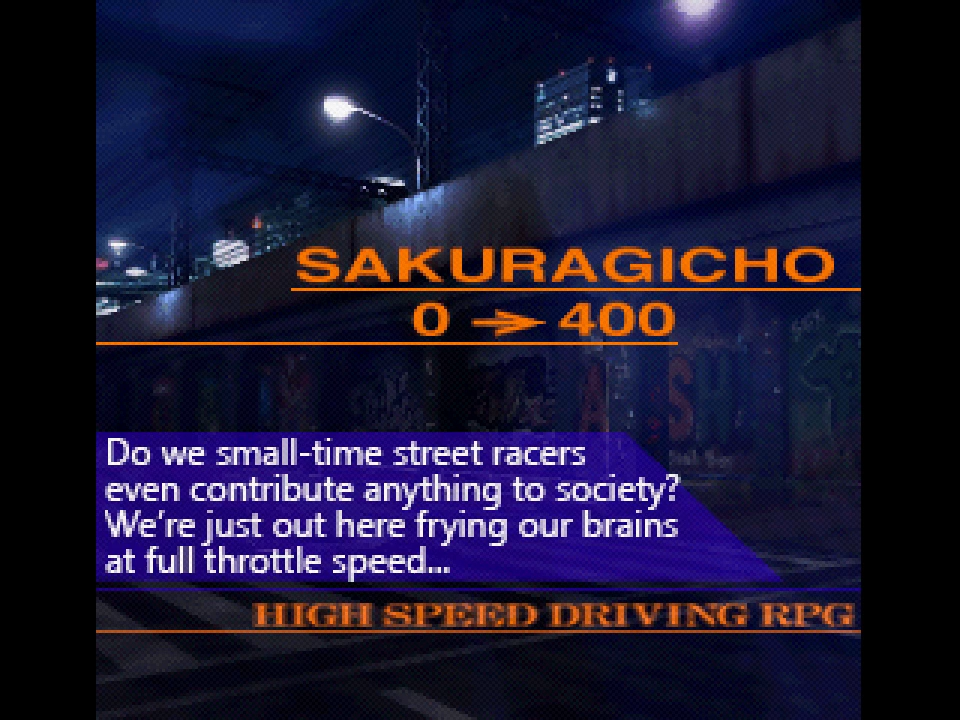 SAKURAGICHO
0 → 400
Do we small-time street racers
even contribute anything to society?
We're just out here frying our brains
at full throttle speed...
HIGH SPEED DRIVING RPG